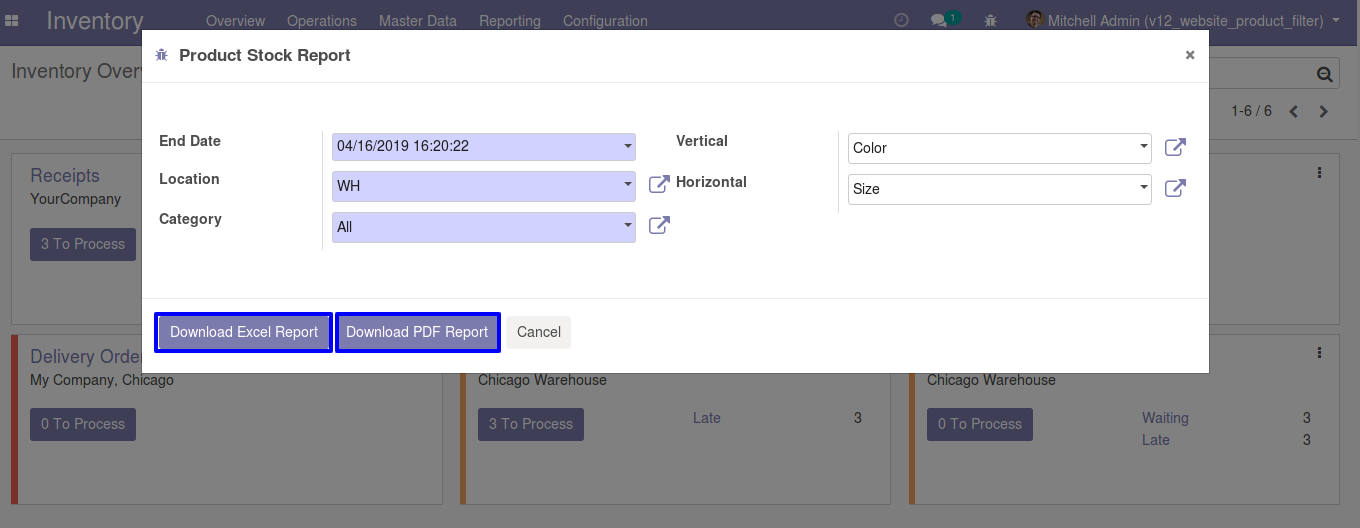 Inventory
Overview Operations Master Data Reporting Configuration
1 Mitchell Admin (v12_website_product_filter)
Inventory Over
1-6 / 6
Product Stock Report
×
End Date 04/16/2019 16:20:22
Vertical Color
Location WH
Horizontal Size
Category All
Download Excel Report Download PDF Report Cancel
Receipts
YourCompany
3 To Process
Delivery Orde
My Company, Chicago
0 To Process
Chicago Warehouse
3 To Process Late 3
Chicago Warehouse
0 To Process Waiting 3
Late 3